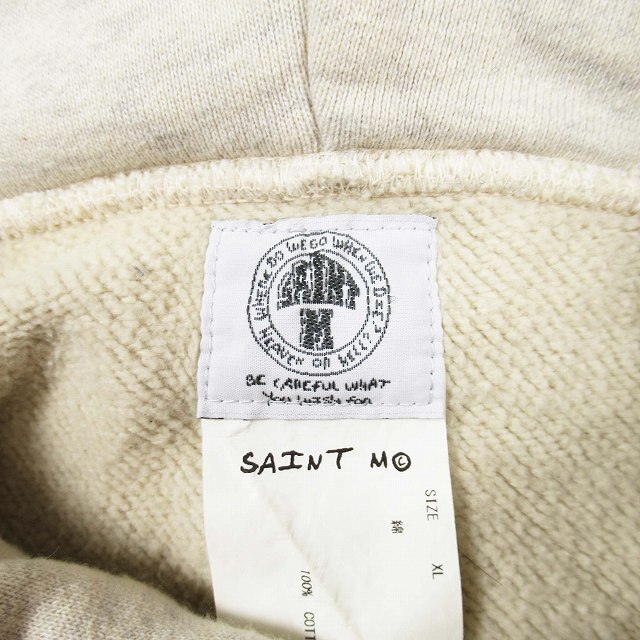 WHERE DO WE GO WHEN WE DIE
HEAVEN OR HELL?
SAINT
M
BE CAREFUL WHAT
YOU WISH FOR
SAINT M©
SIZE XL
綿 100%